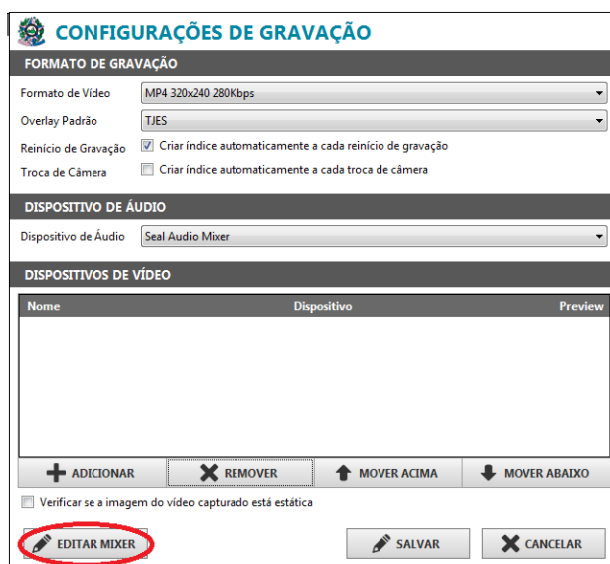 CONFIGURAÇÕES DE GRAVAÇÃO
FORMATO DE GRAVAÇÃO
Formato de Vídeo MP4 320x240 280Kbps
Overlay Padrão TJES
Reinício de Gravação Criar índice automaticamente a cada reinício de gravação
Troca de Câmera Criar índice automaticamente a cada troca de câmera
DISPOSITIVO DE ÁUDIO
Dispositivo de Áudio Seal Audio Mixer
DISPOSITIVOS DE VÍDEO
Nome Dispositivo Preview
ADICIONAR REMOVER MOVER ACIMA MOVER ABAIXO
Verificar se a imagem do vídeo capturado está estática
EDITAR MIXER SALVAR CANCELAR